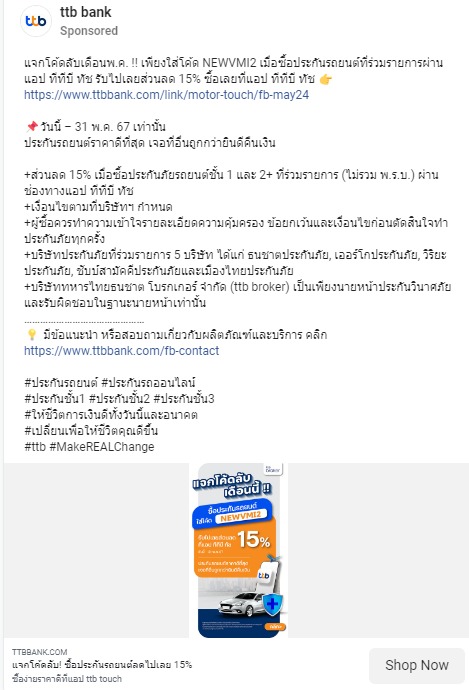 ttb
ttb bank
Sponsored
แจกโค้ดลับเดือนพ.ค. !! เพียงใส่โค้ด NEWVMI2 เมื่อซื้อประกันรถยนต์ที่ร่วมรายการผ่าน
แอป ทีทีบี ทัช รับไปเลยส่วนลด 15% ซื้อเลยที่แอป ทีทีบี ทัช 👉
https://www.ttbbank.com/link/motor-touch/fb-may24
📌วันนี้ – 31 พ.ค. 67 เท่านั้น
ประกันรถยนต์ราคาดีที่สุด เจอที่อื่นถูกกว่ายินดีคืนเงิน
+ส่วนลด 15% เมื่อซื้อประกันภัยรถยนต์ชั้น 1 และ 2+ ที่ร่วมรายการ (ไม่รวม พ.ร.บ.) ผ่าน
ช่องทางแอป ทีทีบี ทัช
+เงื่อนไขตามที่บริษัทฯ กำหนด
+ผู้ซื้อควรทำความเข้าใจรายละเอียดความคุ้มครอง ข้อยกเว้นและเงื่อนไขก่อนตัดสินใจทำ
ประกันภัยทุกครั้ง
+บริษัทประกันภัยที่ร่วมรายการ 5 บริษัท ได้แก่ ธนชาตประกันภัย, เออร์โกประกันภัย, วิริยะ
ประกันภัย, ชับบ์สามัคคีประกันภัยและเมืองไทยประกันภัย
+บริษัททหารไทยธนชาต โบรกเกอร์ จำกัด (ttb broker) เป็นเพียงนายหน้าประกันวินาศภัย
และรับผิดชอบในฐานะนายหน้าเท่านั้น
............................................
💡 มีข้อแนะนำ หรือสอบถามเกี่ยวกับผลิตภัณฑ์และบริการ คลิก
https://www.ttbbank.com/fb-contact
#ประกันรถยนต์ #ประกันรถออนไลน์
#ประกันชั้น1 #ประกันชั้น2 #ประกันชั้น3
#ให้ชีวิตการเงินดีทั้งวันนี้และอนาคต
#เปลี่ยนเพื่อให้ชีวิตคุณดีขึ้น
#ttb #MakeREALChange
แจกโค้ดลับ
เดือนนี้ !!
ซื้อประกันรถยนต์
ใส่โค้ด NEWVMI2
15%
ttb
TTBBANK.COM
แจกโค้ดลับ! ซื้อประกันรถยนต์ลดไปเลย 15%
ซื้อง่ายราคาดีที่แอป ttb touch
Shop Now